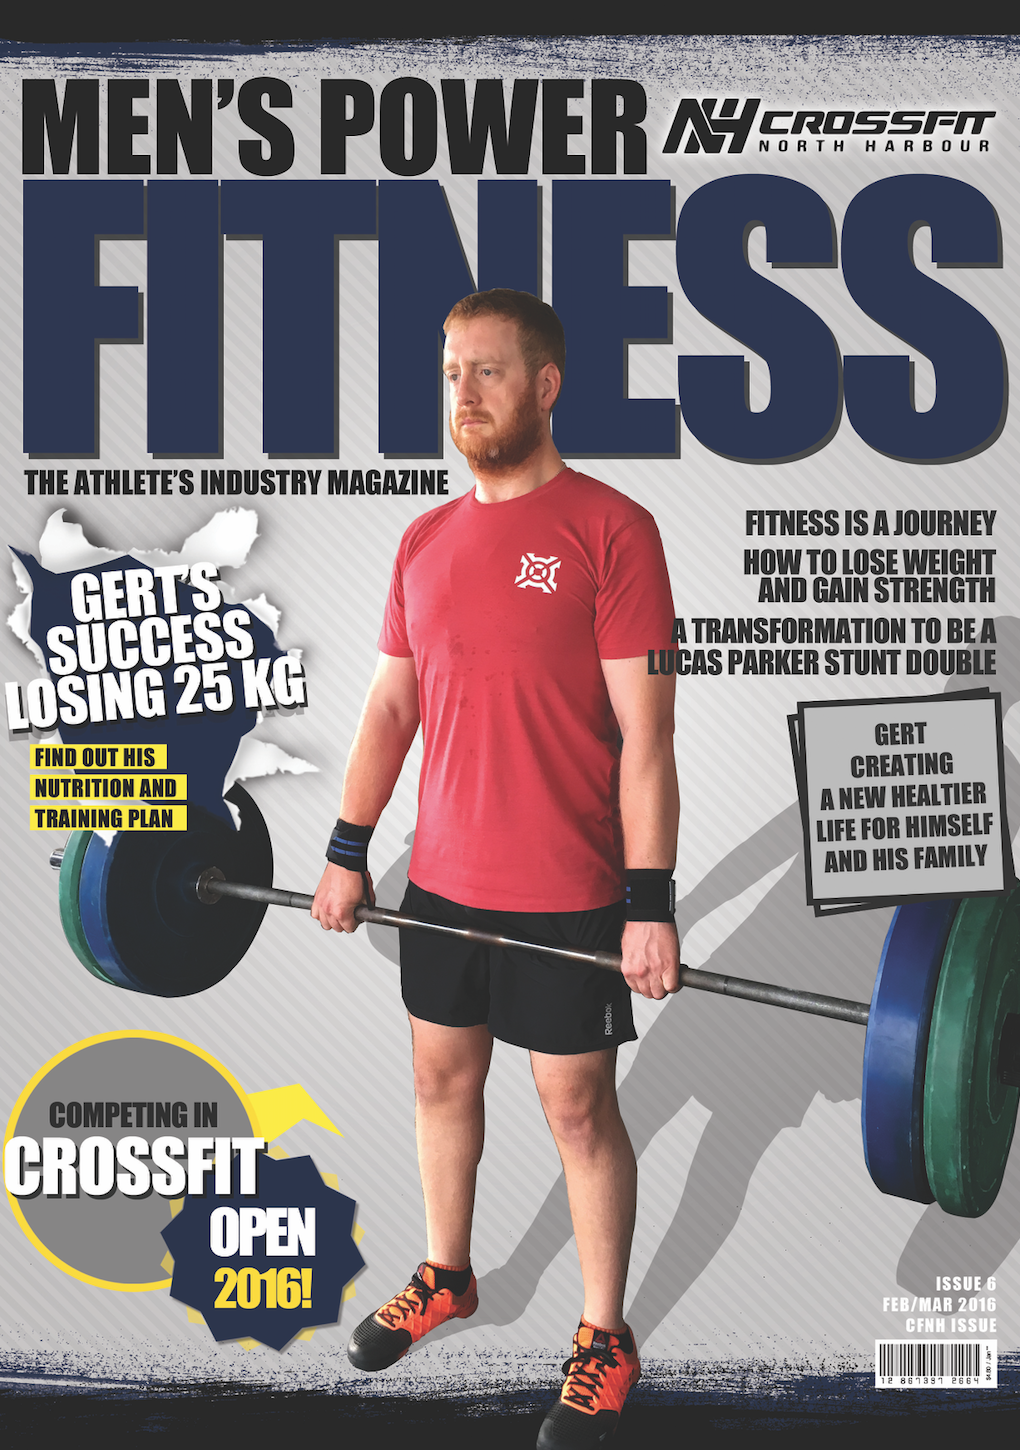 MEN'S POWER
CROSSFIT
NORTH HARBOUR
FITNESS
THE ATHLETE'S INDUSTRY MAGAZINE
GERT'S
SUCCESS
LOSING 25 KG
FIND OUT HIS
NUTRITION AND
TRAINING PLAN
FITNESS IS A JOURNEY
HOW TO LOSE WEIGHT
AND GAIN STRENGTH
A TRANSFORMATION TO BE A
LUCAS PARKER STUNT DOUBLE
GERT
CREATING
A NEW HEALTIER
LIFE FOR HIMSELF
AND HIS FAMILY
Reebok
COMPETING IN
CROSSFIT
OPEN
2016!
ISSUE 6
FEB/MAR 2016
CFNH ISSUE